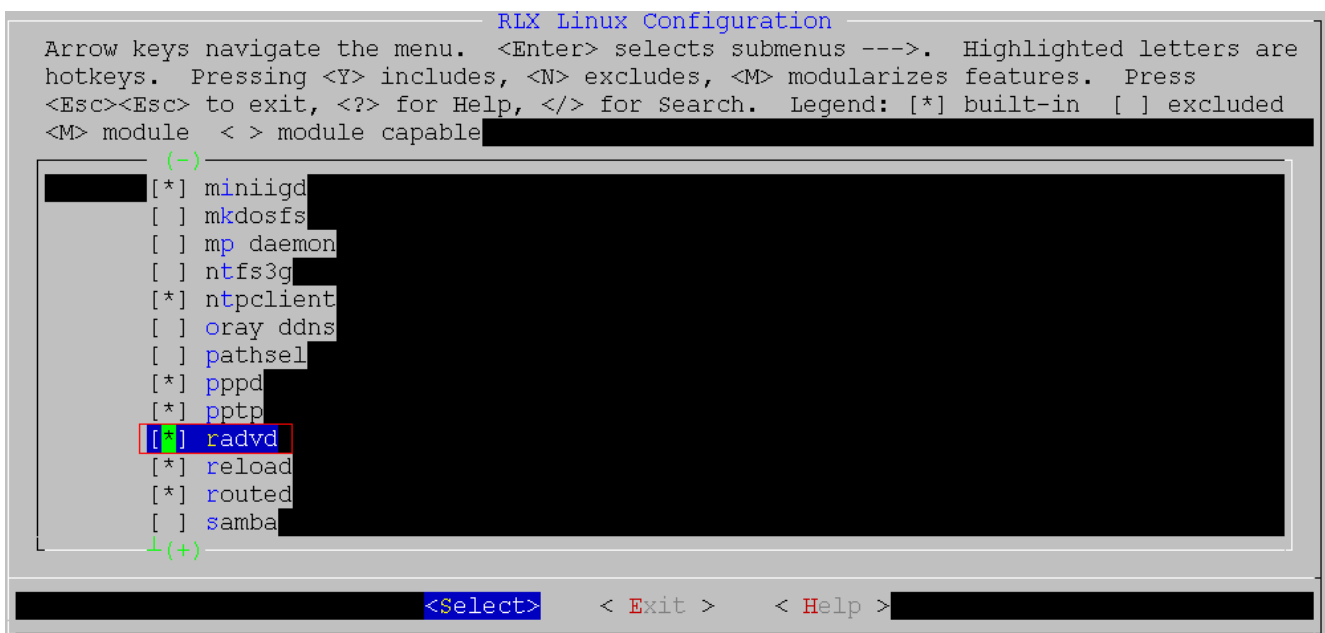 RLX Linux Configuration
Arrow keys navigate the menu.  <Enter> selects submenus --->.  Highlighted letters are
hotkeys.  Pressing <Y> includes, <N> excludes, <M> modularizes features.  Press
<Esc><Esc> to exit, <?> for Help, </> for Search.  Legend: [*] built-in  [ ] excluded
<M> module  < > module capable
(-)
[*] miniigd
[ ] mkdosfs
[ ] mp daemon
[ ] ntfs3g
[*] ntpclient
[ ] oray ddns
[ ] pathsel
[*] pppd
[*] pptp
[*] radvd
[*] reload
[*] routed
[ ] samba
(+)
<Select>    < Exit >    < Help >